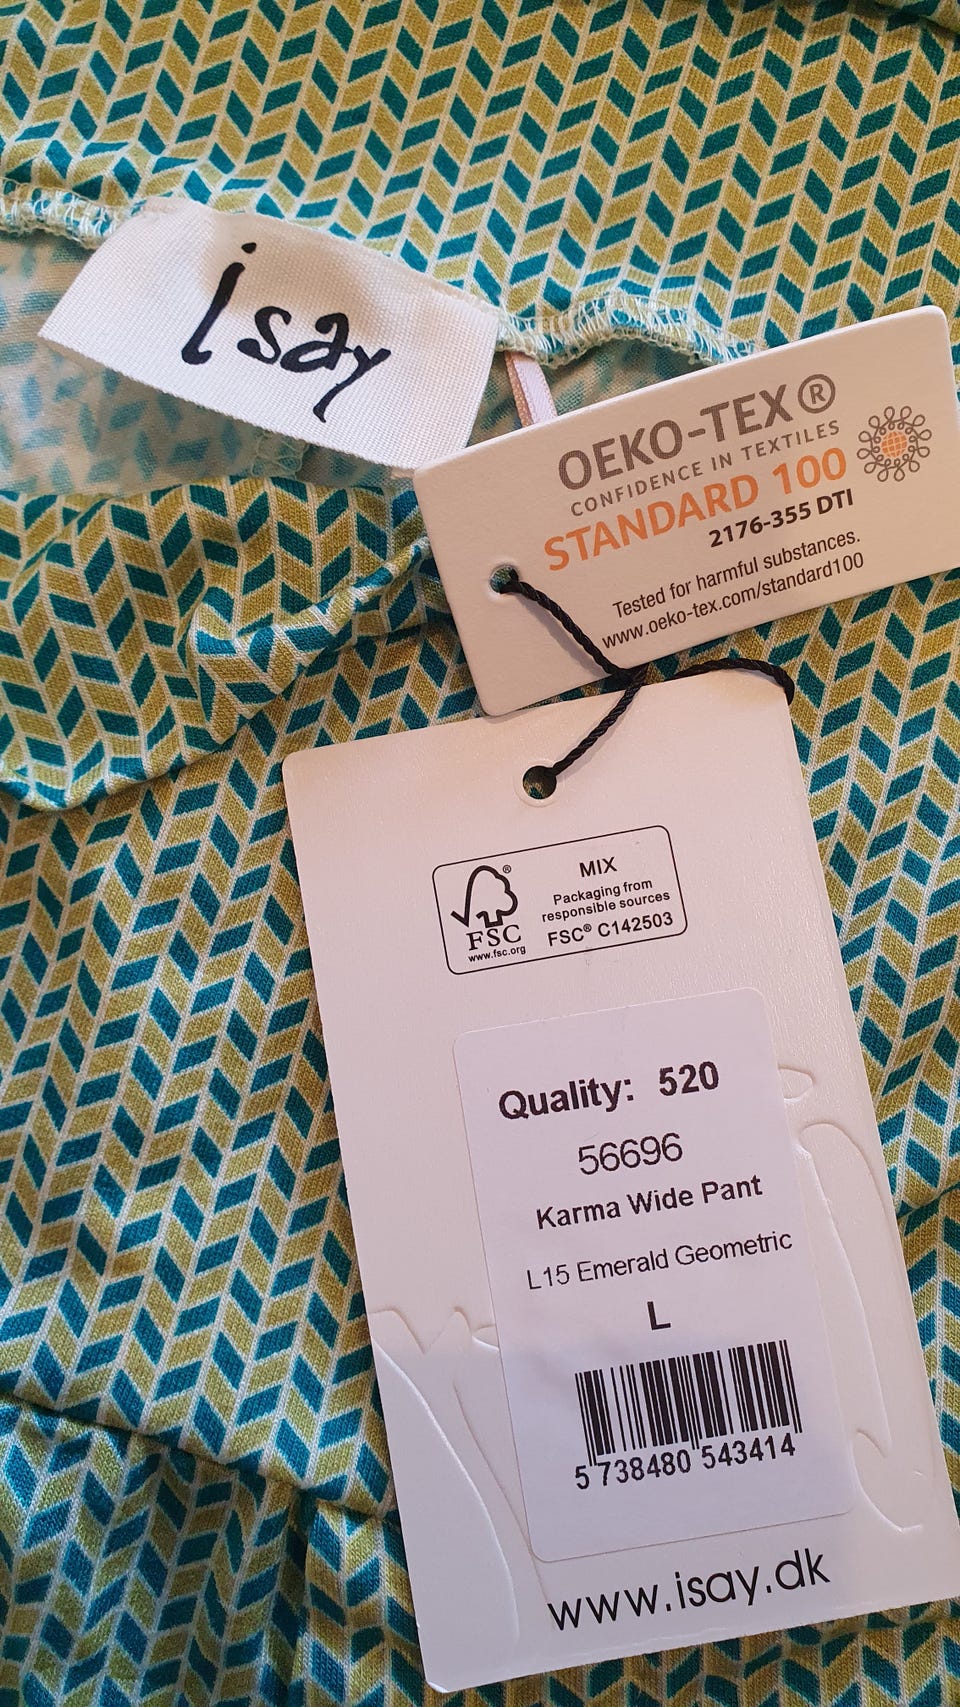 isay
OEKO-TEX®
CONFIDENCE IN TEXTILES
STANDARD 100
2176-355 DTI
Tested for harmful substances.
www.oeko-tex.com/standard100
FSC®
www.fsc.org
MIX
Packaging from
responsible sources
FSC® C142503
Quality: 520
56696
Karma Wide Pant
L15 Emerald Geometric
L
5 738480 543414
www.isay.dk